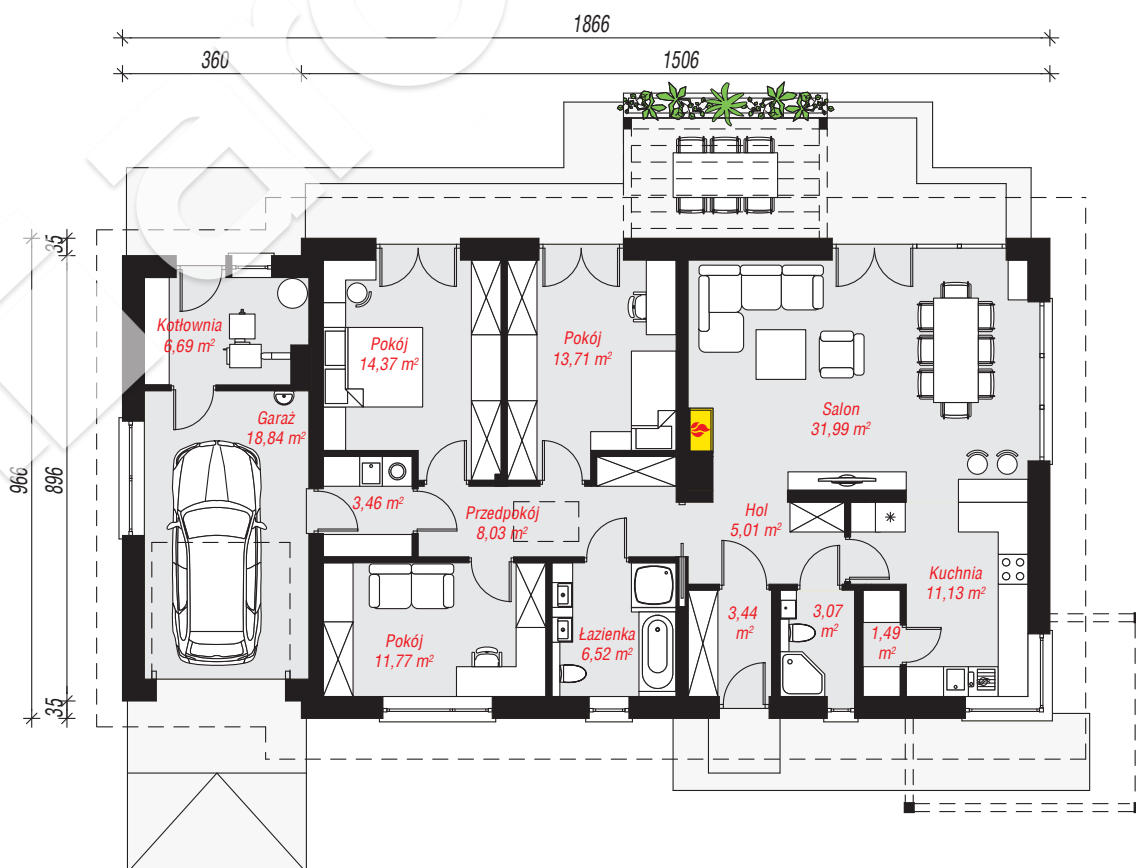 1866
360
1506
35
966
896
35
Kotłownia
6,69 m²
Pokój
14,37 m²
Pokój
13,71 m²
Garaż
18,84 m²
Salon
31,99 m²
3,46 m²
Przedpokój
8,03 m²
Hol
5,01 m²
Kuchnia
11,13 m²
Pokój
11,77 m²
Łazienka
6,52 m²
3,44
m²
3,07
m²
1,49
m²